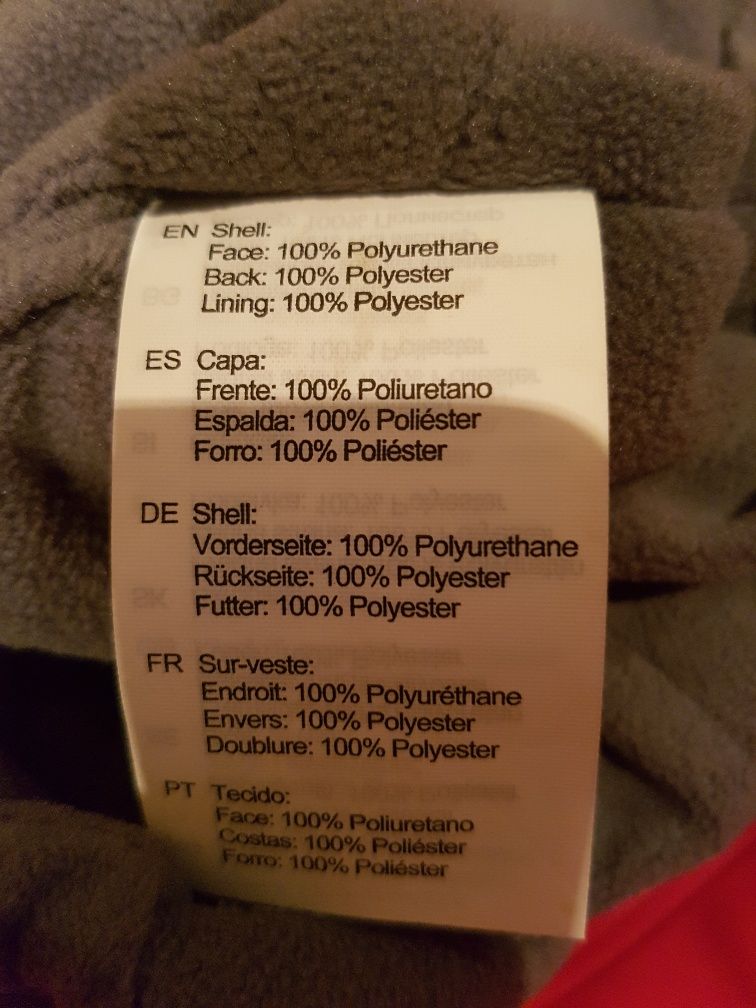 EN Shell:
Face: 100% Polyurethane
Back: 100% Polyester
Lining: 100% Polyester
ES Capa:
Frente: 100% Poliuretano
Espalda: 100% Poliéster
Forro: 100% Poliéster
DE Shell:
Vorderseite: 100% Polyurethane
Rückseite: 100% Polyester
Futter: 100% Polyester
FR Sur-veste:
Endroit: 100% Polyuréthane
Envers: 100% Polyester
Doublure: 100% Polyester
PT Tecido:
Face: 100% Poliuretano
Costas: 100% Poliéster
Forro: 100% Poliéster